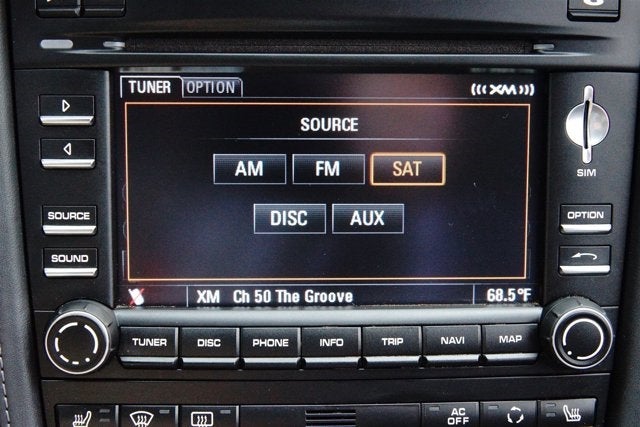 TUNER OPTION
(((XM)))
SOURCE
AM FM SAT
DISC AUX
XM Ch 50 The Groove 68.5°F
SOURCE
SOUND
SIM
OPTION
TUNER DISC PHONE INFO TRIP NAVI MAP
AC OFF